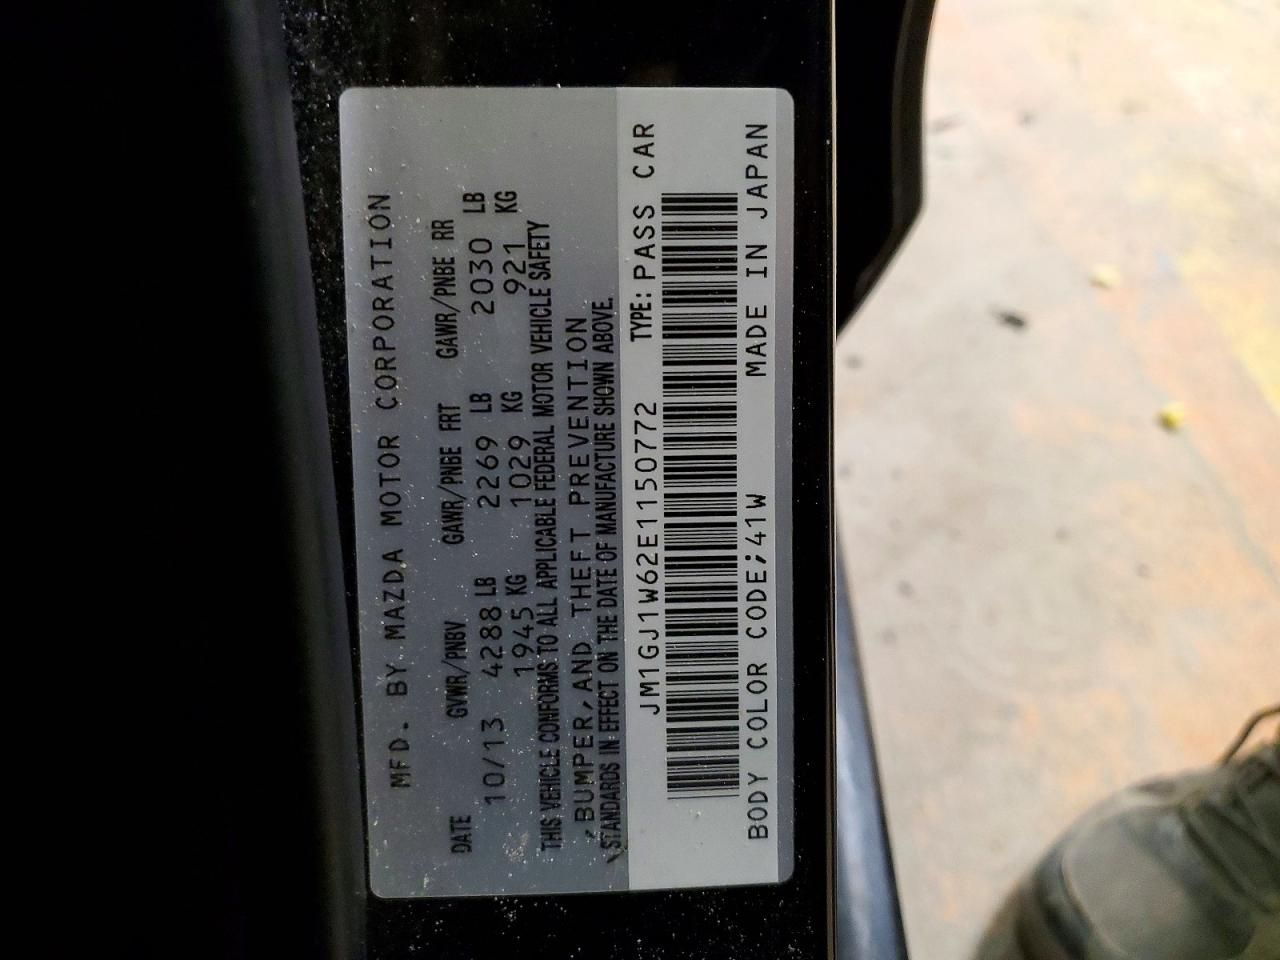 MFD. BY MAZDA MOTOR CORPORATION
DATE GVWR/PNBV GAWR/PNBE FRT GAWR/PNBE RR
10/13 4288 LB 2269 LB 2030 LB
1945 KG 1029 KG 921 KG
THIS VEHICLE CONFORMS TO ALL APPLICABLE FEDERAL MOTOR VEHICLE SAFETY
,BUMPER,AND THEFT PREVENTION
STANDARDS IN EFFECT ON THE DATE OF MANUFACTURE SHOWN ABOVE.
JM1GJ1W62E1150772 TYPE: PASS CAR
BODY COLOR CODE;41W MADE IN JAPAN